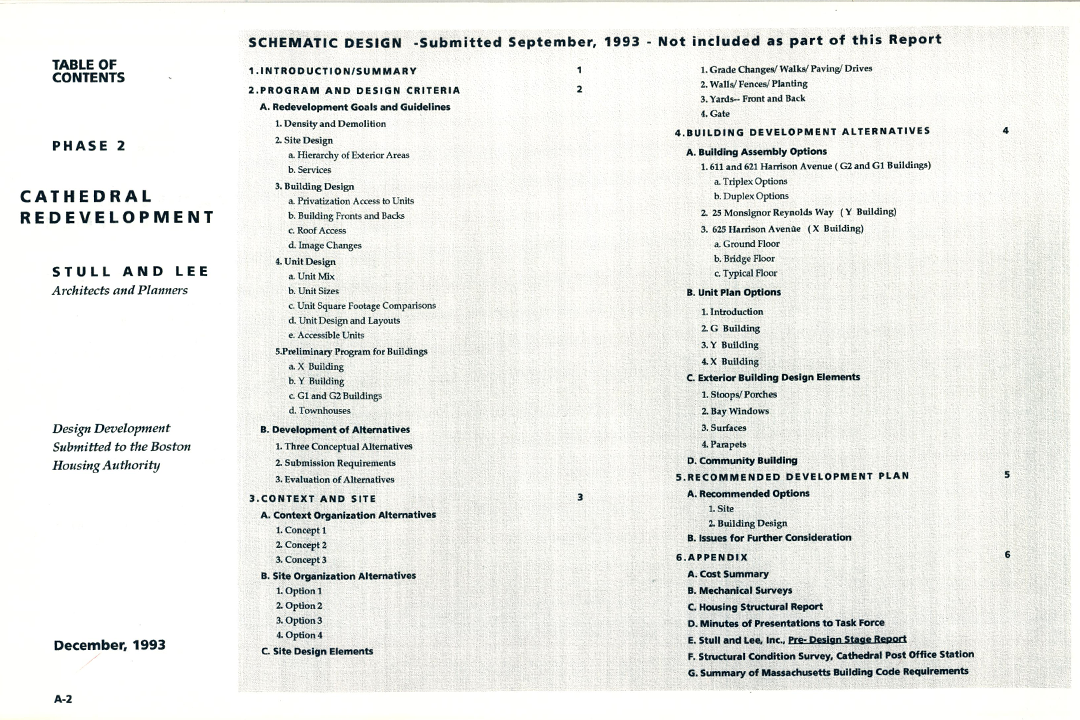 TABLE OF
CONTENTS
PHASE 2
CATHEDRAL
REDEVELOPMENT
STULL AND LEE
Architects and Planners
Design Development
Submitted to the Boston
Housing Authority
December, 1993
A-2
SCHEMATIC DESIGN -Submitted September, 1993 - Not included as part of this Report
1.INTRODUCTION/SUMMARY 1
2.PROGRAM AND DESIGN CRITERIA 2
A. Redevelopment Goals and Guidelines
1. Density and Demolition
2. Site Design
a. Hierarchy of Exterior Areas
b. Services
3. Building Design
a. Privatization Access to Units
b. Building Fronts and Backs
c. Roof Access
d. Image Changes
4. Unit Design
a. Unit Mix
b. Unit Sizes
c. Unit Square Footage Comparisons
d. Unit Design and Layouts
e. Accessible Units
5.Preliminary Program for Buildings
a. X Building
b. Y Building
c. G1 and G2 Buildings
d. Townhouses
B. Development of Alternatives
1. Three Conceptual Alternatives
2. Submission Requirements
3. Evaluation of Alternatives
3.CONTEXT AND SITE 3
A. Context Organization Alternatives
1. Concept 1
2. Concept 2
3. Concept 3
B. Site Organization Alternatives
1. Option 1
2. Option 2
3. Option 3
4. Option 4
C. Site Design Elements
1. Grade Changes/ Walks/ Paving/ Drives
2. Walls/ Fences/ Planting
3. Yards-- Front and Back
4. Gate
4.BUILDING DEVELOPMENT ALTERNATIVES 4
A. Building Assembly Options
1. 611 and 621 Harrison Avenue ( G2 and G1 Buildings)
a. Triplex Options
b. Duplex Options
2. 25 Monsignor Reynolds Way ( Y Building)
3. 625 Harrison Avenue ( X Building)
a. Ground Floor
b. Bridge Floor
c. Typical Floor
B. Unit Plan Options
1. Introduction
2. G Building
3. Y Building
4. X Building
C. Exterior Building Design Elements
1. Stoops/ Porches
2. Bay Windows
3. Surfaces
4. Parapets
D. Community Building
5.RECOMMENDED DEVELOPMENT PLAN 5
A. Recommended Options
1. Site
2. Building Design
B. Issues for Further Consideration
6.APPENDIX 6
A. Cost Summary
B. Mechanical Surveys
C. Housing Structural Report
D. Minutes of Presentations to Task Force
E. Stull and Lee, Inc., Pre- Design Stage Report
F. Structural Condition Survey, Cathedral Post Office Station
G. Summary of Massachusetts Building Code Requirements